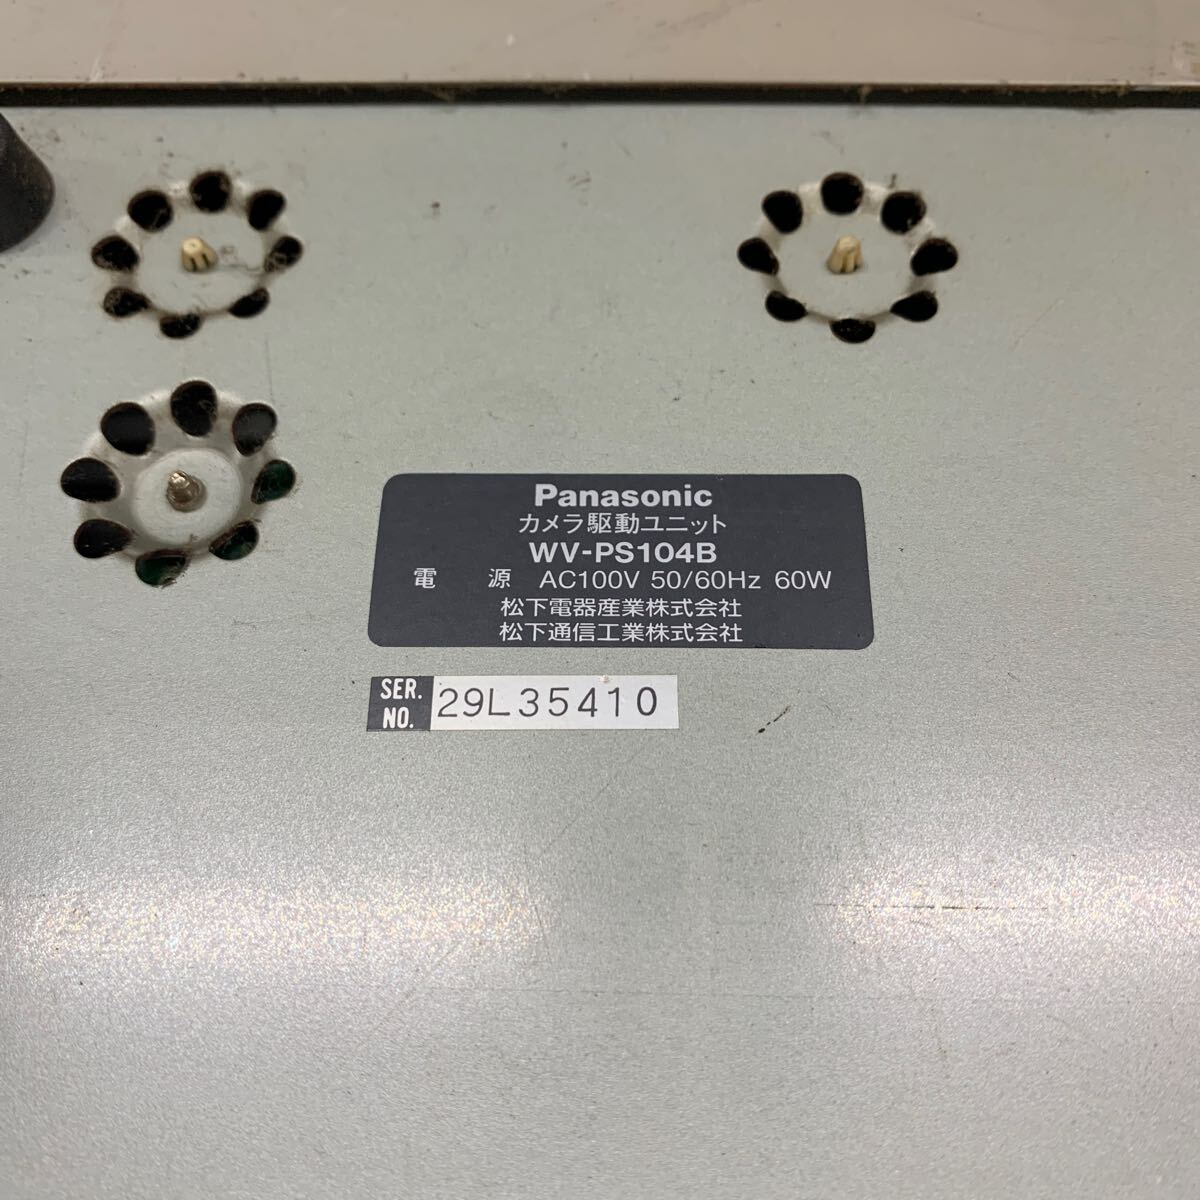 Panasonic
カメラ駆動ユニット
WV-PS104B
電 源 AC100V 50/60Hz 60W
松下電器産業株式会社
松下通信工業株式会社
SER. NO. 29L35410